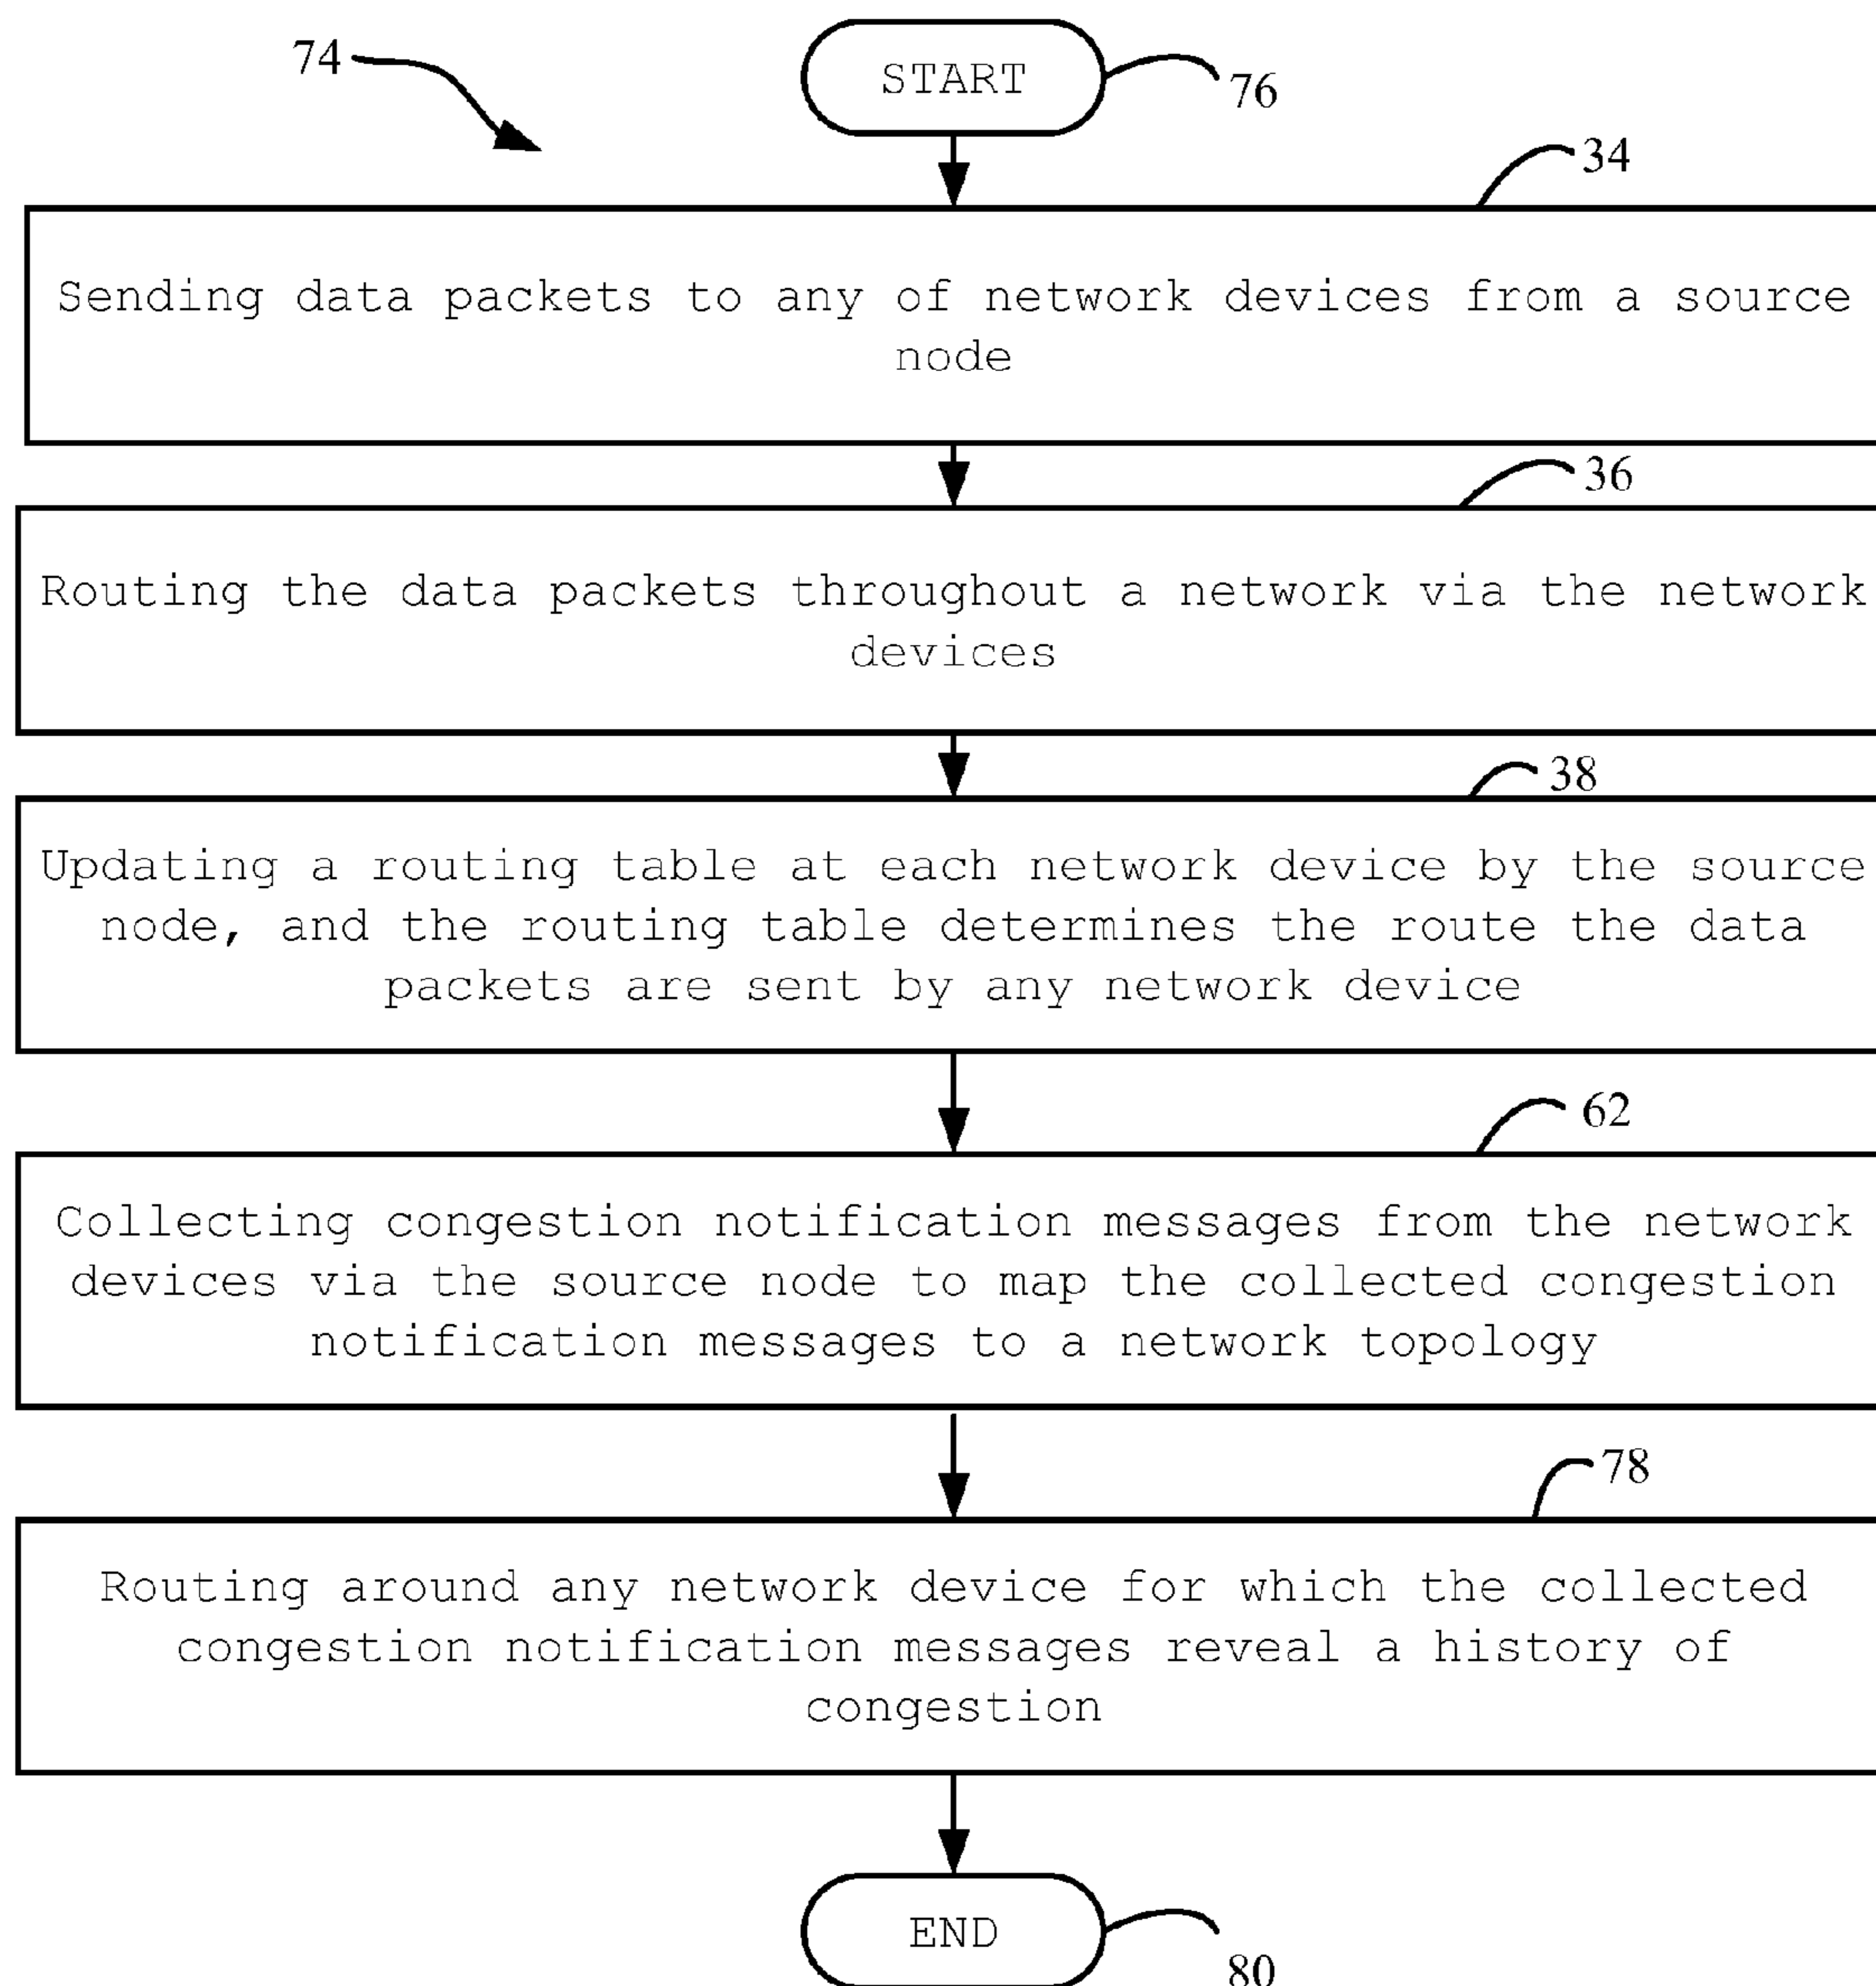 74
START
76
34
Sending data packets to any of network devices from a source
node
36
Routing the data packets throughout a network via the network
devices
38
Updating a routing table at each network device by the source
node, and the routing table determines the route the data
packets are sent by any network device
62
Collecting congestion notification messages from the network
devices via the source node to map the collected congestion
notification messages to a network topology
78
Routing around any network device for which the collected
congestion notification messages reveal a history of
congestion
END
80